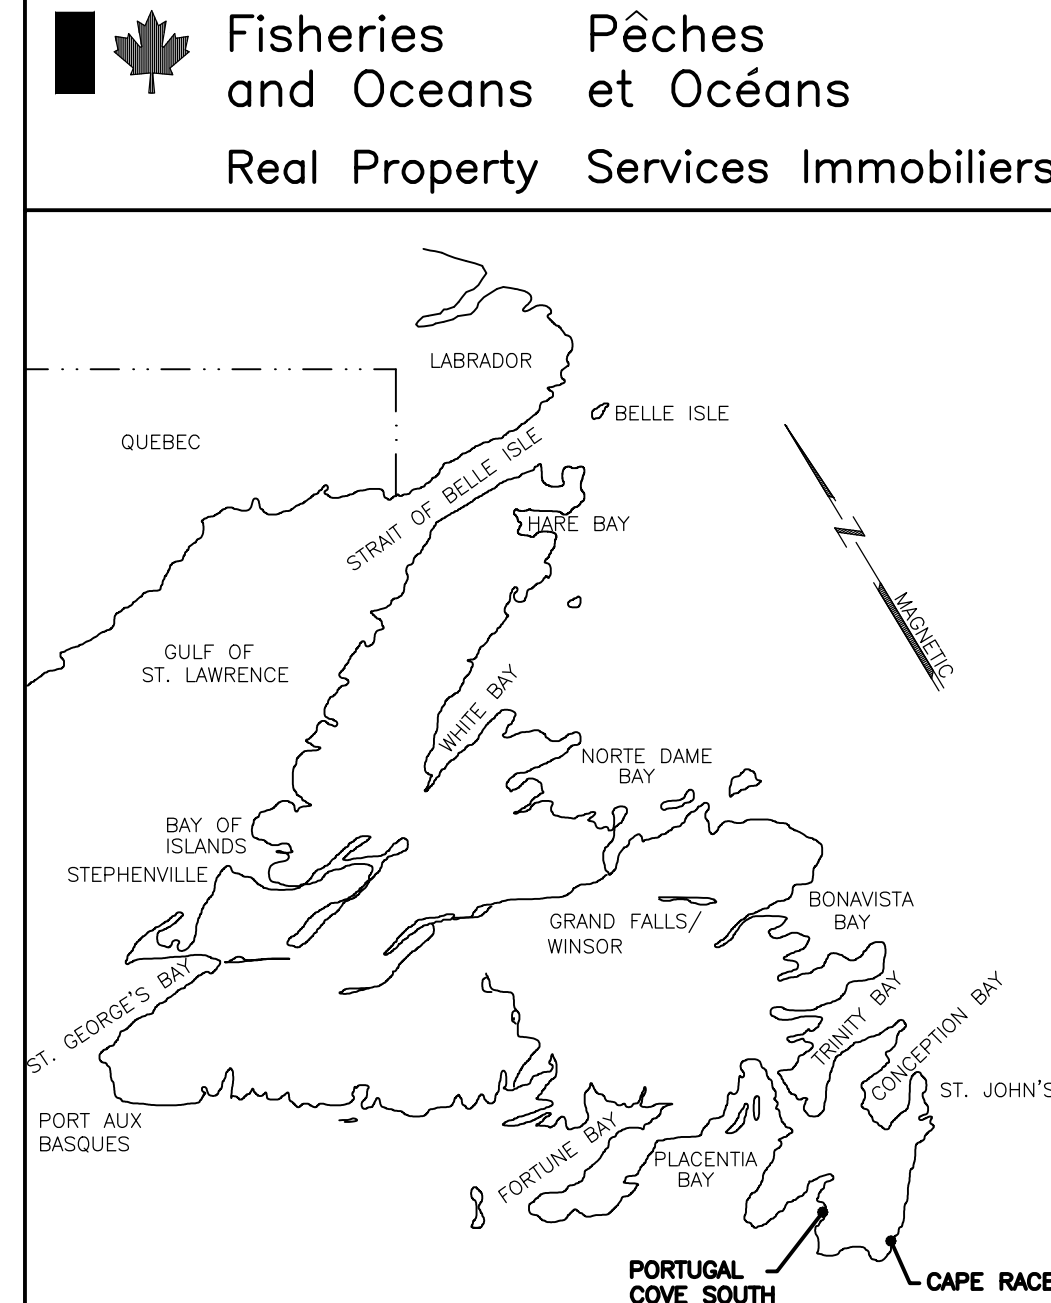 Fisheries
and Oceans
Pêches
et Océans
Real Property
Services Immobiliers
LABRADOR
BELLE ISLE
QUEBEC
STRAIT OF BELLE ISLE
HARE BAY
MAGNETIC
GULF OF
ST. LAWRENCE
WHITE BAY
NORTE DAME
BAY
BAY OF
ISLANDS
STEPHENVILLE
GRAND FALLS/
WINSOR
BONAVISTA
BAY
ST. GEORGE'S BAY
TRINITY BAY
CONCEPTION BAY
ST. JOHN'S
PORT AUX
BASQUES
FORTUNE BAY
PLACENTIA
BAY
PORTUGAL
COVE SOUTH
CAPE RACE